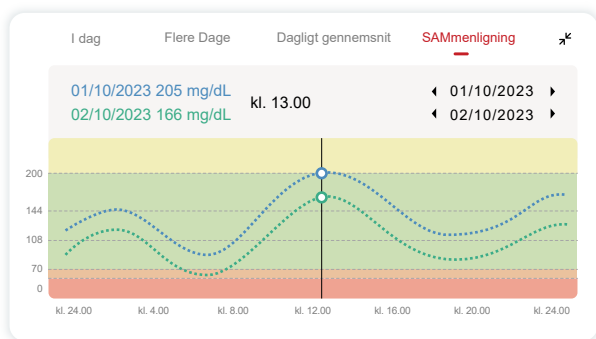 I dag Flere Dage Dagligt gennemsnit SAMmenligning
01/10/2023 205 mg/dL
02/10/2023 166 mg/dL
kl. 13.00
01/10/2023
02/10/2023
200
144
108
70
0
kl. 24.00 kl. 4.00 kl. 8.00 kl. 12.00 kl. 16.00 kl. 20.00 kl. 24.00